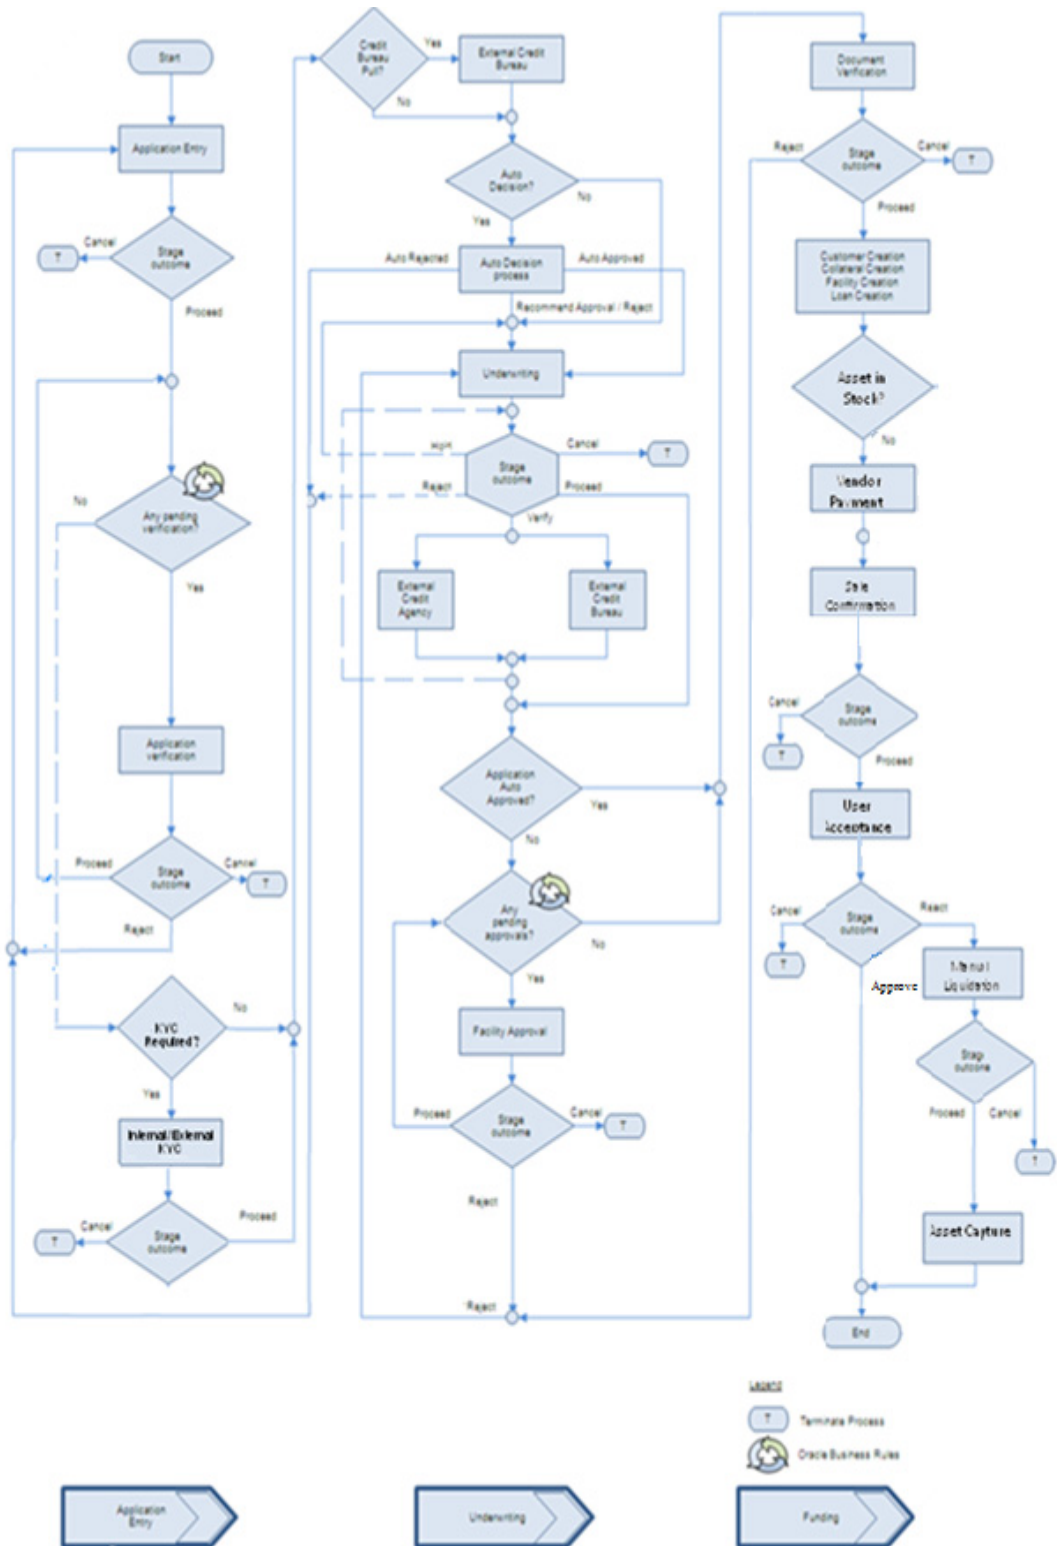 Start
Application Entry
Cancel
T
Stage
outcome
Proceed
No
Any pending
verification?
Yes
Application
verification
Proceed
Stage
outcome
Cancel
T
Reject
KYC
Required?
No
Yes
Internal/External
KYC
T
Cancel
Stage
outcome
Proceed
Credit
Bureau
Pull?
Yes
External Credit
Bureau
No
Auto
Decision?
No
Yes
Auto Rejected
Auto Decision
process
Auto Approved
Recommend Approval / Reject
Underwriting
Cancel
T
Reject
Stage
outcome
Proceed
Verify
External
Credit
Agency
External
Credit
Bureau
Application
Auto
Approved?
Yes
No
Any
pending
approvals?
No
Yes
Facility Approval
Proceed
Stage
outcome
Cancel
T
Reject
Reject
Document
Verification
Reject
Stage
outcome
Cancel
T
Proceed
Customer Creation
Collateral Creation
Facility Creation
Loan Creation
Asset in
Stock?
No
Vendor
Payment
Sale
Confirmation
Cancel
T
Stage
outcome
Proceed
User
Acceptance
Cancel
T
Stage
outcome
Reject
Approve
Manual
Liquidation
Stage
outcome
Proceed
Cancel
T
Asset Capture
End
Legend
T
Terminate Process
Oracle Business Rules
Application
Entry
Underwriting
Funding